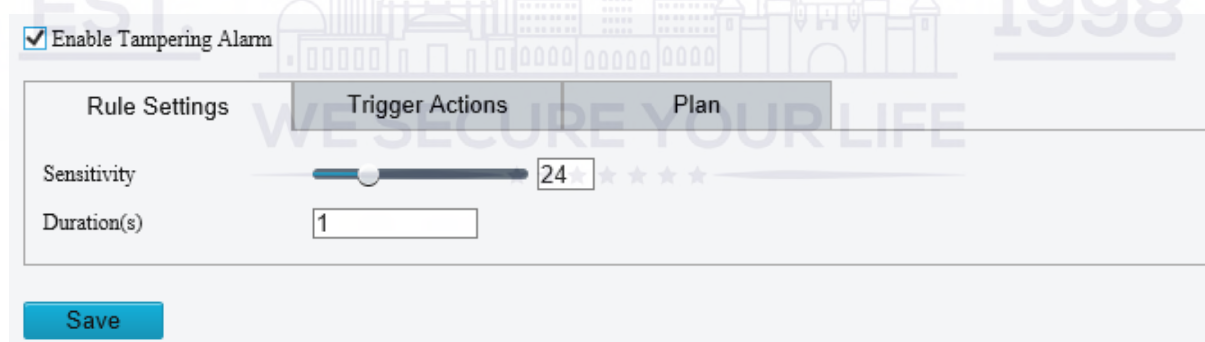 EST. 1998
Enable Tampering Alarm
Rule Settings Trigger Actions Plan
WE SECURE YOUR LIFE
Sensitivity 24
Duration(s) 1
Save